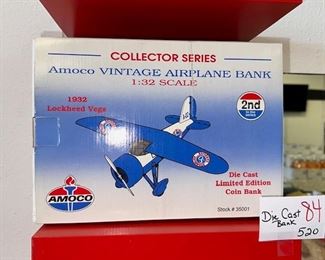 COLLECTOR SERIES
Amoco VINTAGE AIRPLANE BANK
1:32 SCALE
1932
Lockheed Vega
2nd
Die Cast
Limited Edition
Coin Bank
AMOCO
Stock # 35001
Die Cast 84
Bank
520